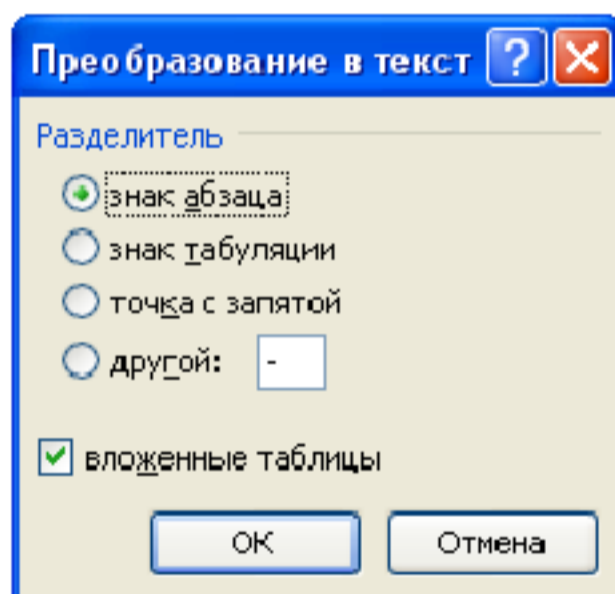 Преобразование в текст ?
Разделитель
знак абзаца
знак табуляции
точка с запятой
другой: -
вложенные таблицы
ОК Отмена